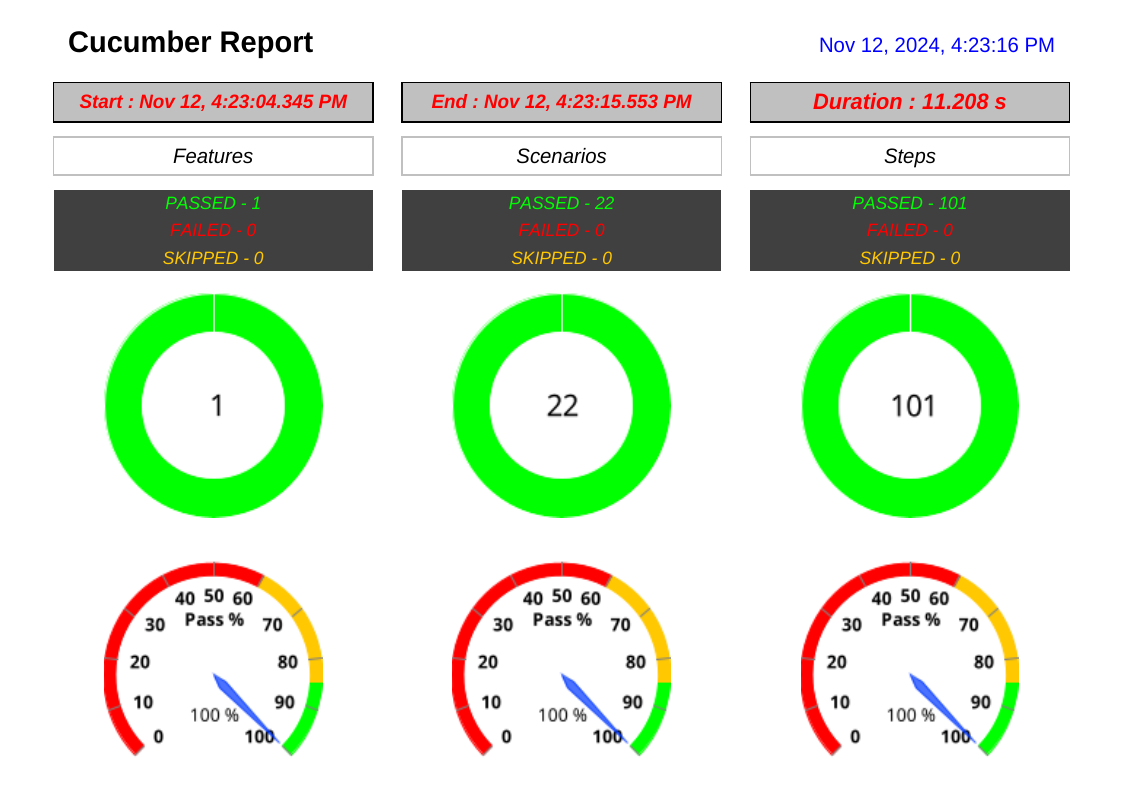 Cucumber Report
Nov 12, 2024, 4:23:16 PM
Start : Nov 12, 4:23:04.345 PM
End : Nov 12, 4:23:15.553 PM
Duration : 11.208 s
Features
Scenarios
Steps
PASSED - 1
FAILED - 0
SKIPPED - 0
PASSED - 22
FAILED - 0
SKIPPED - 0
PASSED - 101
FAILED - 0
SKIPPED - 0
1
22
101
40 50 60
Pass %
30 70
20 80
10 90
100 %
0 100
40 50 60
Pass %
30 70
20 80
10 90
100 %
0 100
40 50 60
Pass %
30 70
20 80
10 90
100 %
0 100